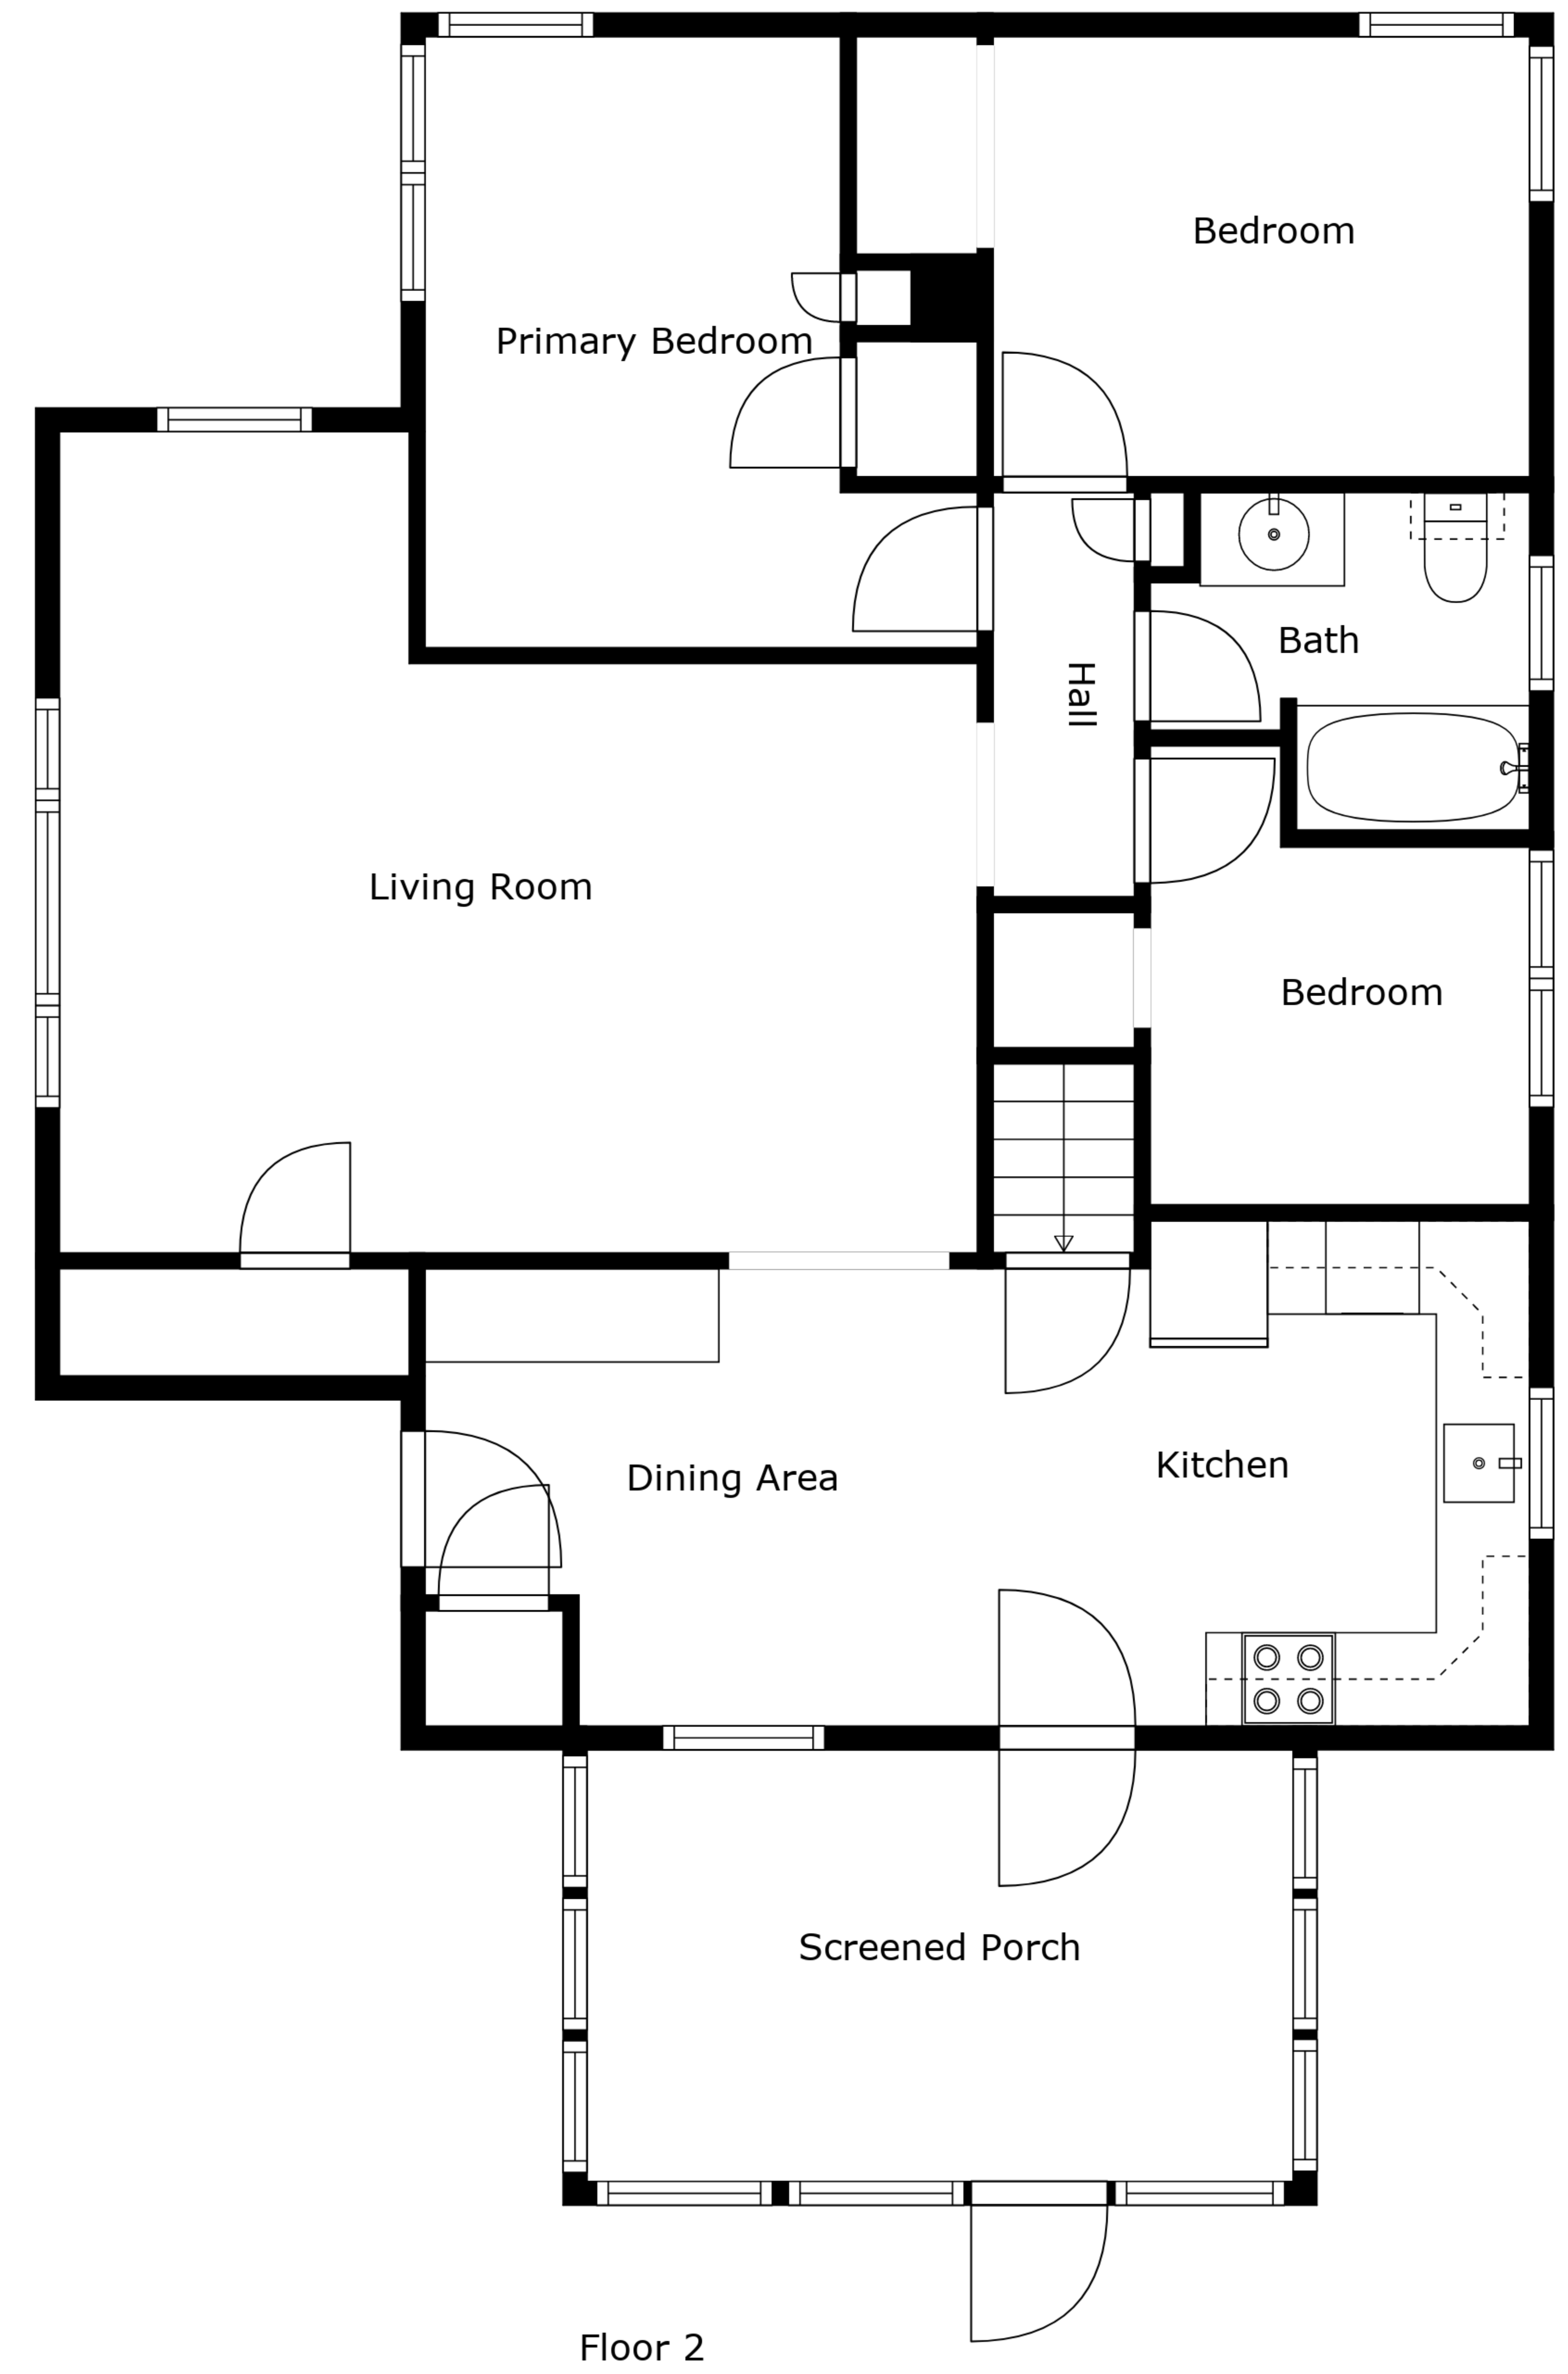 Bedroom
Primary Bedroom
Bath
Hall
Living Room
Bedroom
Dining Area
Kitchen
Screened Porch
Floor 2